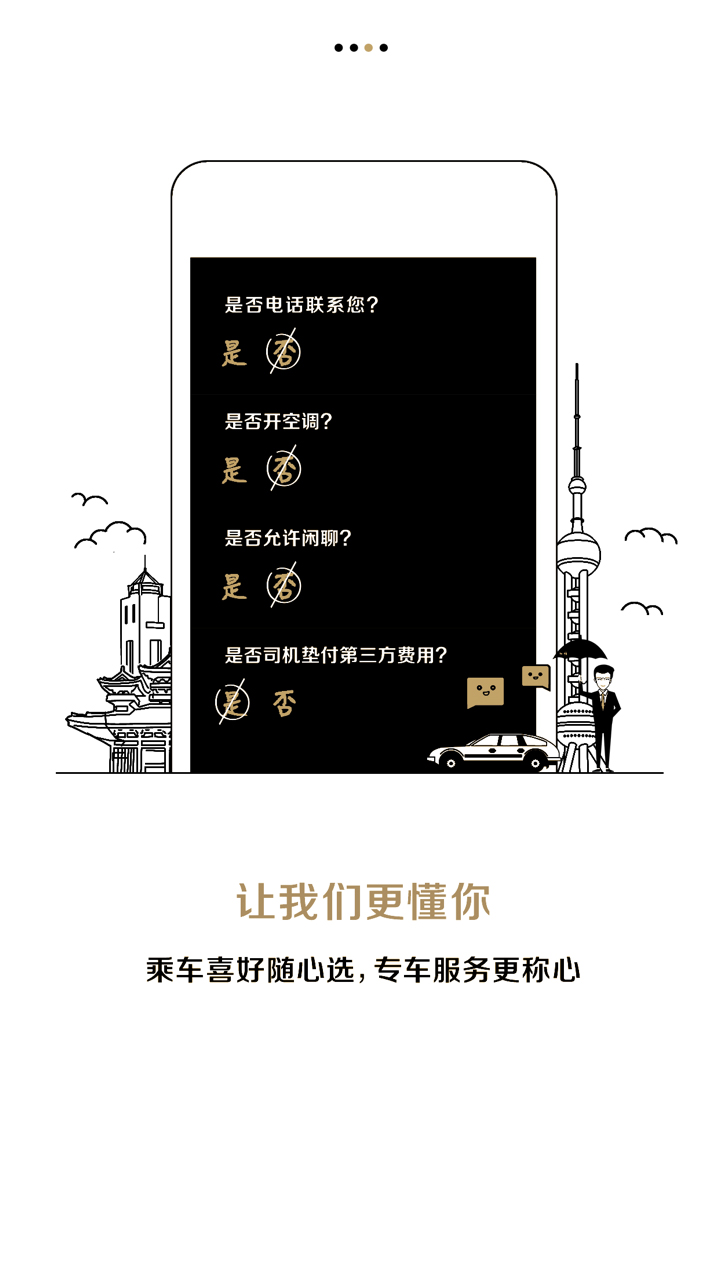 是否电话联系您？
是 否
是否开空调？
是 否
是否允许闲聊？
是 否
是否司机垫付第三方费用？
是 否
让我们更懂你
乘车喜好随心选，专车服务更称心